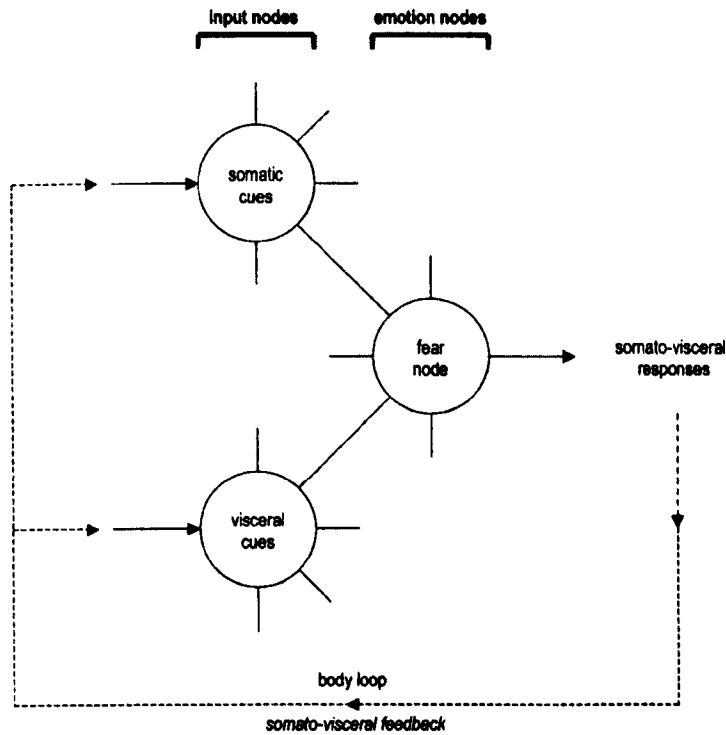 input nodes
emotion nodes
somatic
cues
fear
node
somato-visceral
responses
visceral
cues
body loop
somato-visceral feedback